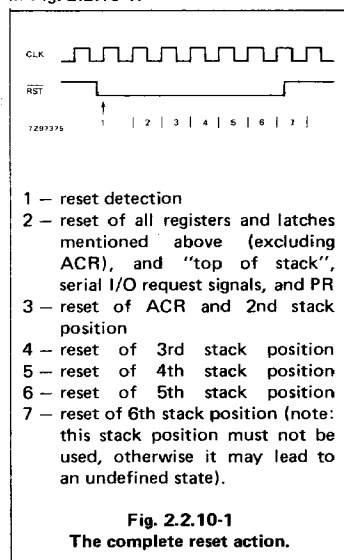 CLK
RST
7Z97375
1 | 2 | 3 | 4 | 5 | 6 | 7 |
1 – reset detection
2 – reset of all registers and latches
mentioned above (excluding
ACR), and "top of stack",
serial I/O request signals, and PR
3 – reset of ACR and 2nd stack
position
4 – reset of 3rd stack position
5 – reset of 4th stack position
6 – reset of 5th stack position
7 – reset of 6th stack position (note:
this stack position must not be
used, otherwise it may lead to
an undefined state).
Fig. 2.2.10-1
The complete reset action.